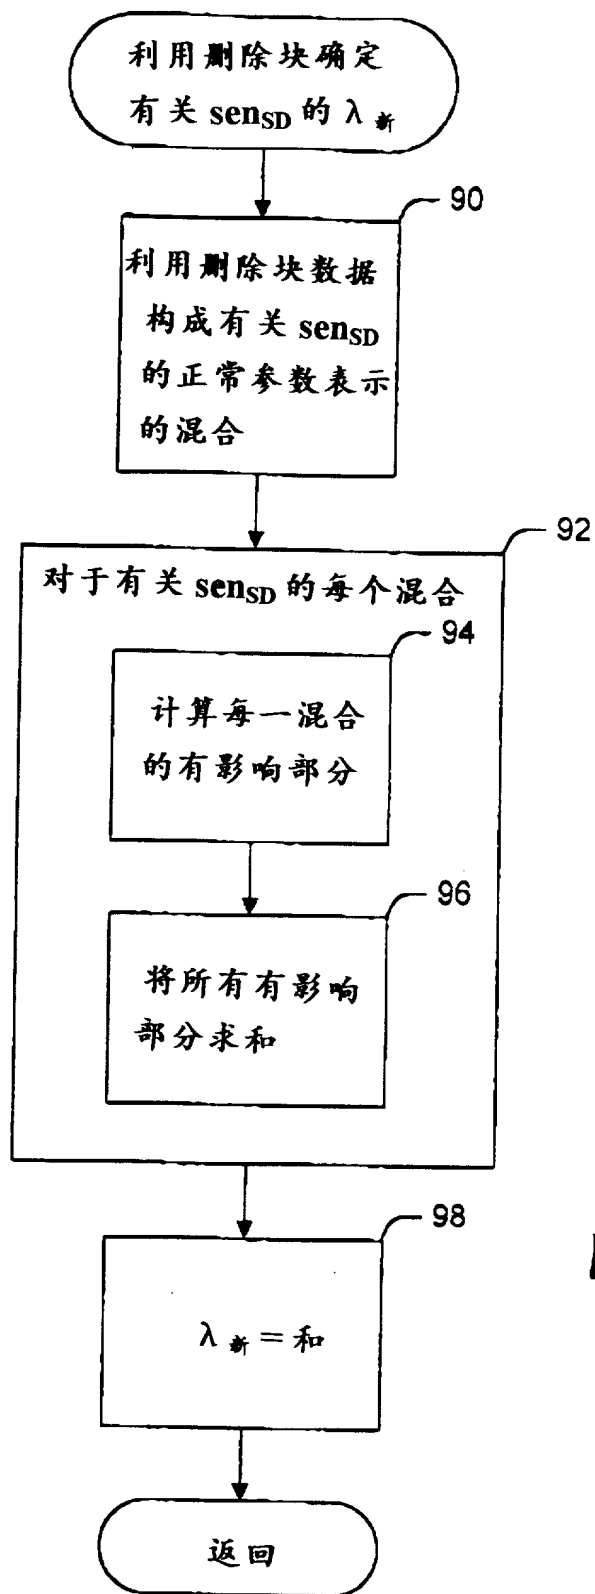 利用删除块确定
有关 senSD 的 λ新
90
利用删除块数据
构成有关 senSD
的正常参数表示
的混合
92
对于有关 senSD 的每个混合
94
计算每一混合
的有影响部分
96
将所有有影响
部分求和
98
λ新 = 和
返回